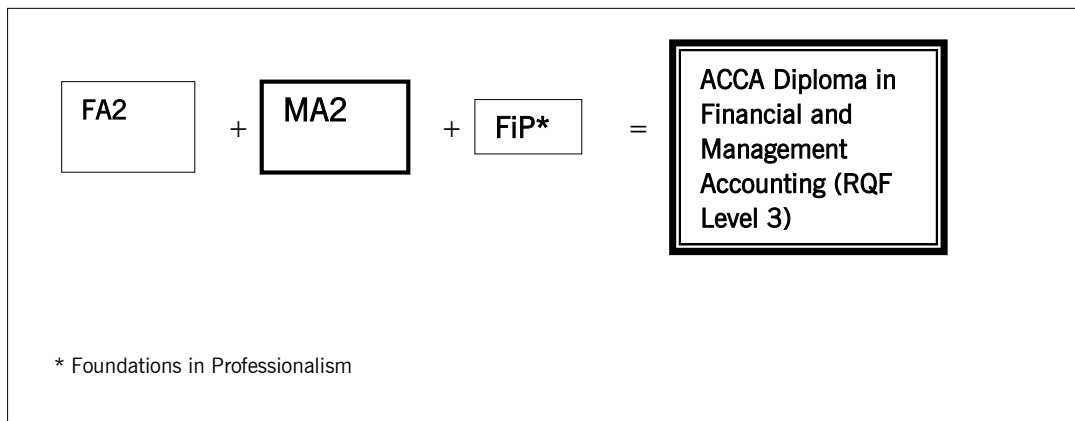 FA2
+
MA2
+
FiP*
=
ACCA Diploma in
Financial and
Management
Accounting (RQF
Level 3)
* Foundations in Professionalism